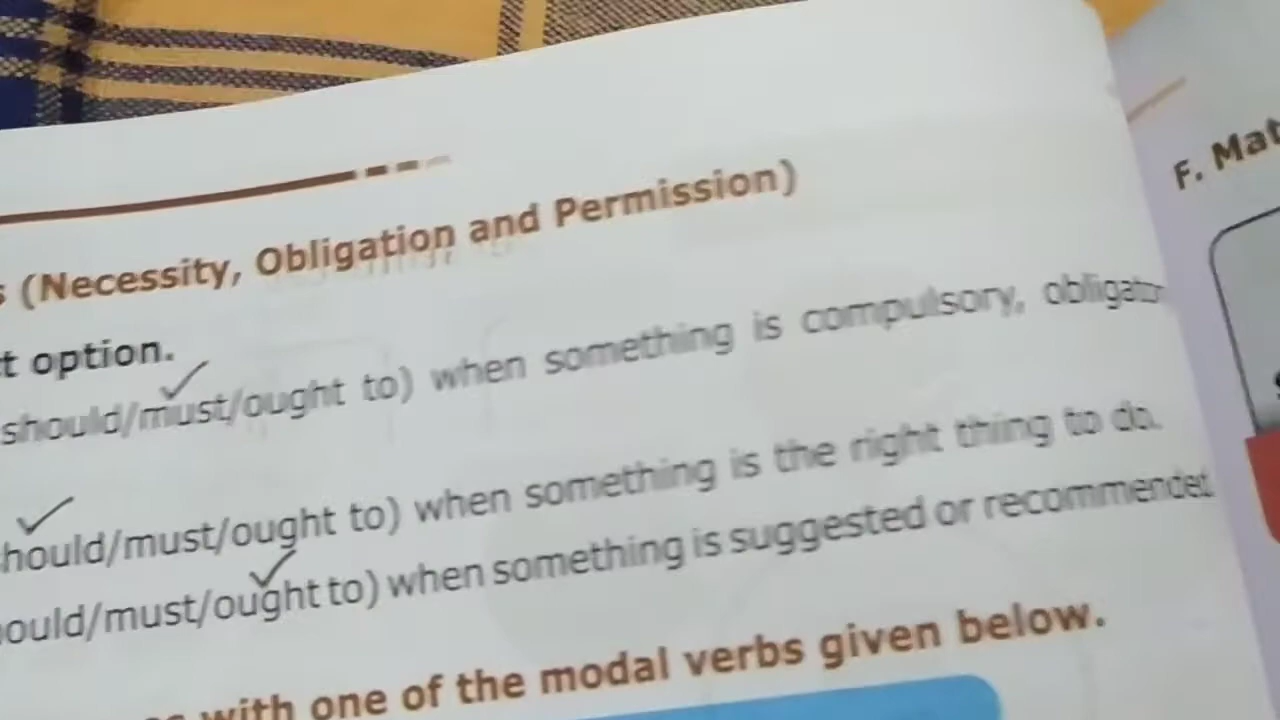 s (Necessity, Obligation and Permission)
t option.
should/must/ought to) when something is compulsory, obligator
hould/must/ought to) when something is the right thing to do.
ould/must/ought to) when something is suggested or recommended
with one of the modal verbs given below.
F. Mat